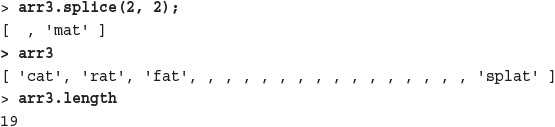 > arr3.splice(2, 2);
[  , 'mat' ]
> arr3
[ 'cat', 'rat', 'fat', , , , , , , , , , , , , , , , 'splat' ]
> arr3.length
19